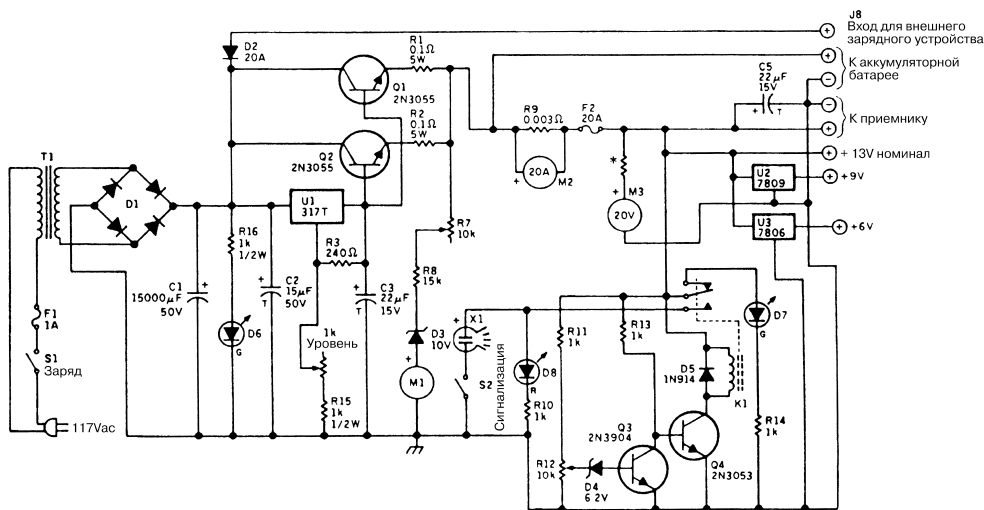 J8
Вход для внешнего
зарядного устройства
D2
20A
R1
0.1Ω
5W
Q1
2N3055
R2
0.1Ω
5W
Q2
2N3055
К аккумуляторной
батарее
C5
22μF
15V
+
T
К приемнику
+ 13V номинал
U2
7809
+9V
U3
7806
+6V
R9
0.003Ω
F2
20A
20A
+
M2
*
+
M3
20V
T1
D1
U1
317T
R16
1k
1/2W
R3
240Ω
R7
10k
R8
15k
C1
15000μF
50V
+
C2
15μF
50V
+
T
C3
22μF
15V
+
T
F1
1A
S1
Заряд
117Vac
D6
G
1k
Уровень
R15
1k
1/2W
D3
10V
+
M1
X1
+
S2
Сигнализация
D8
R
R10
1k
R11
1k
R13
1k
R12
10k
D4
6.2V
Q3
2N3904
Q4
2N3053
D5
1N914
K1
D7
G
R14
1k